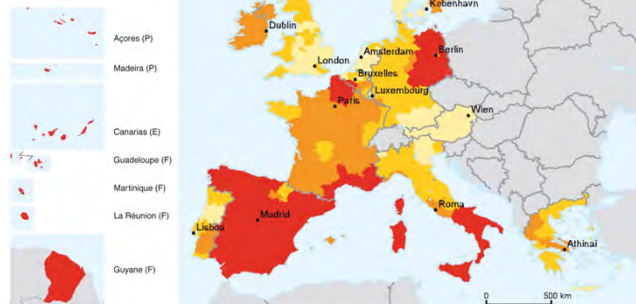 Açores (P)
Madeira (P)
Canarias (E)
Guadeloupe (F)
Martinique (F)
La Réunion (F)
Guyane (F)
København
Dublin
London
Amsterdam
Berlin
Bruxelles
Luxembourg
Paris
Wien
Madrid
Lisboa
Roma
Athinai
0 500 km